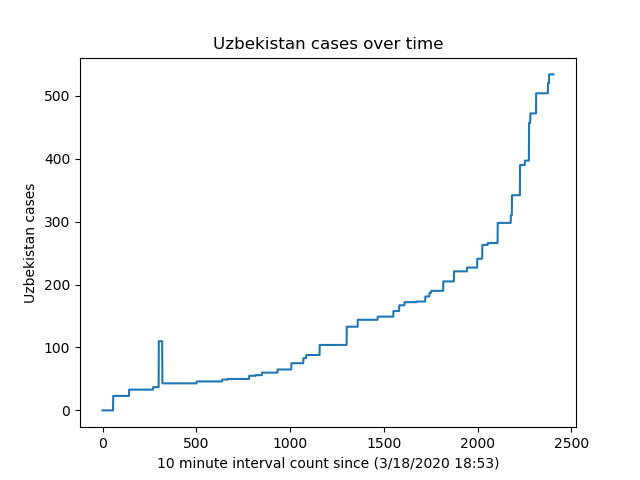 Uzbekistan cases over time
500
400
300
200
100
0
Uzbekistan cases
0 500 1000 1500 2000 2500
10 minute interval count since (3/18/2020 18:53)